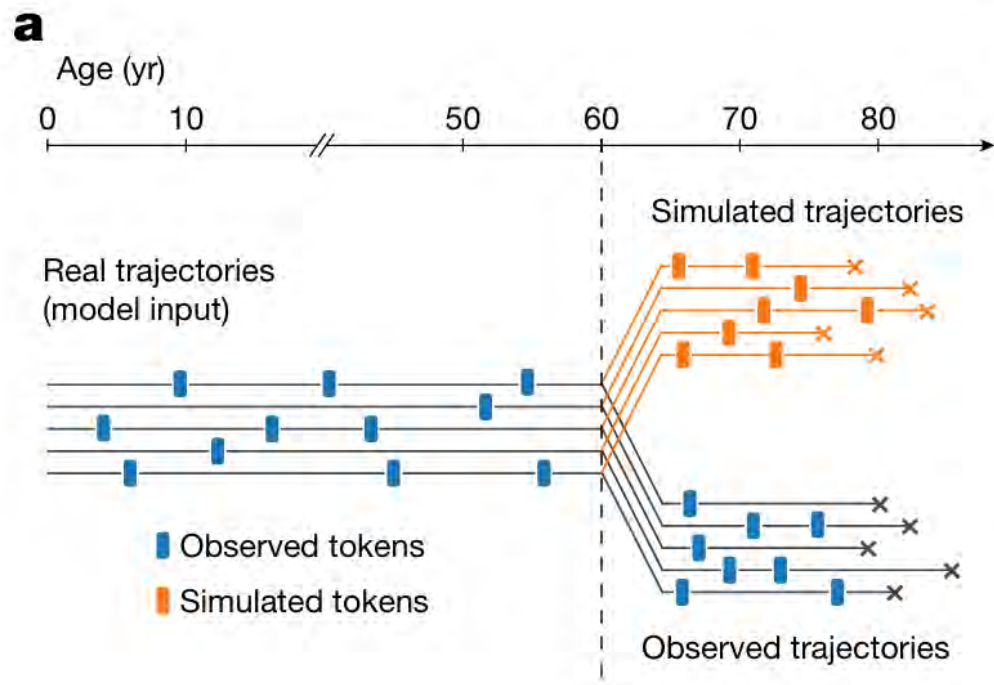 a
Age (yr)
0 10 50 60 70 80
Simulated trajectories
Real trajectories
(model input)
Observed tokens
Simulated tokens
Observed trajectories